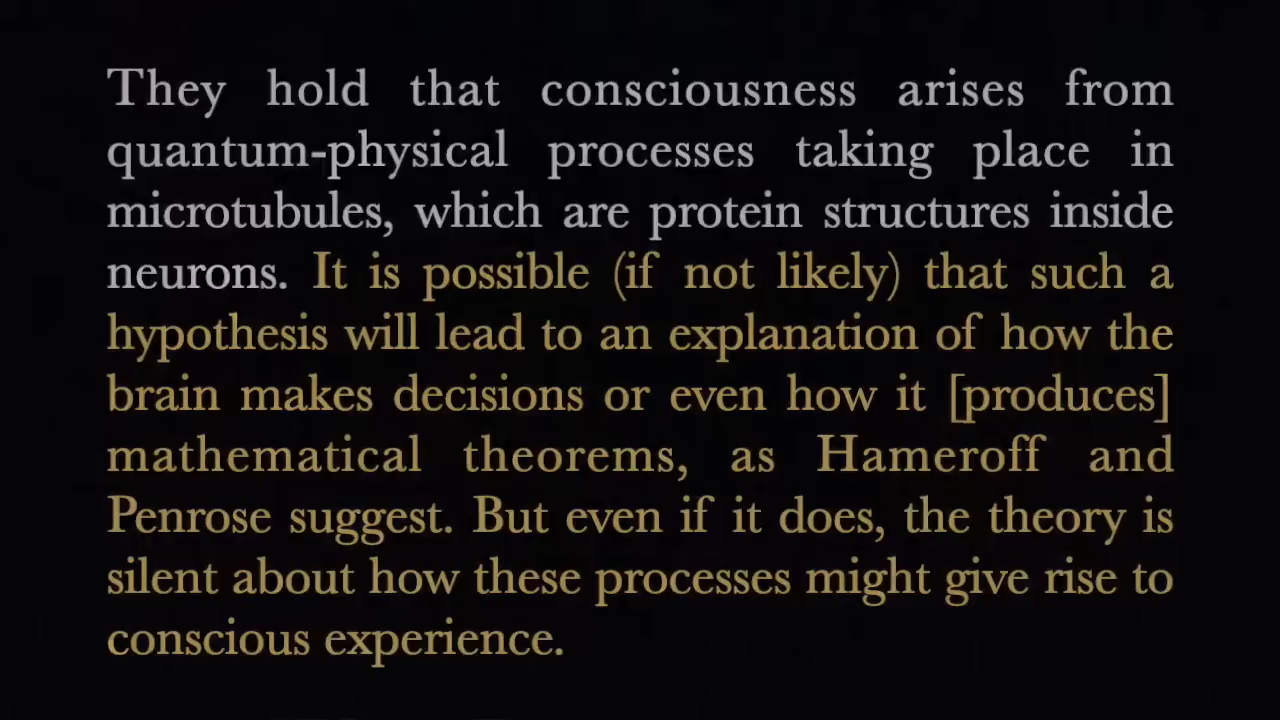 They hold that consciousness arises from
quantum-physical processes taking place in
microtubules, which are protein structures inside
neurons. It is possible (if not likely) that such a
hypothesis will lead to an explanation of how the
brain makes decisions or even how it [produces]
mathematical theorems, as Hameroff and
Penrose suggest. But even if it does, the theory is
silent about how these processes might give rise to
conscious experience.